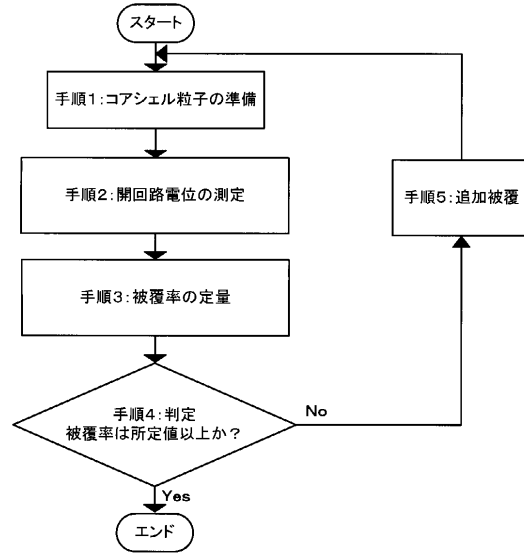 スタート
手順1:コアシェル粒子の準備
手順2:開回路電位の測定
手順5:追加被覆
手順3:被覆率の定量
手順4:判定
被覆率は所定値以上か?
No
Yes
エンド